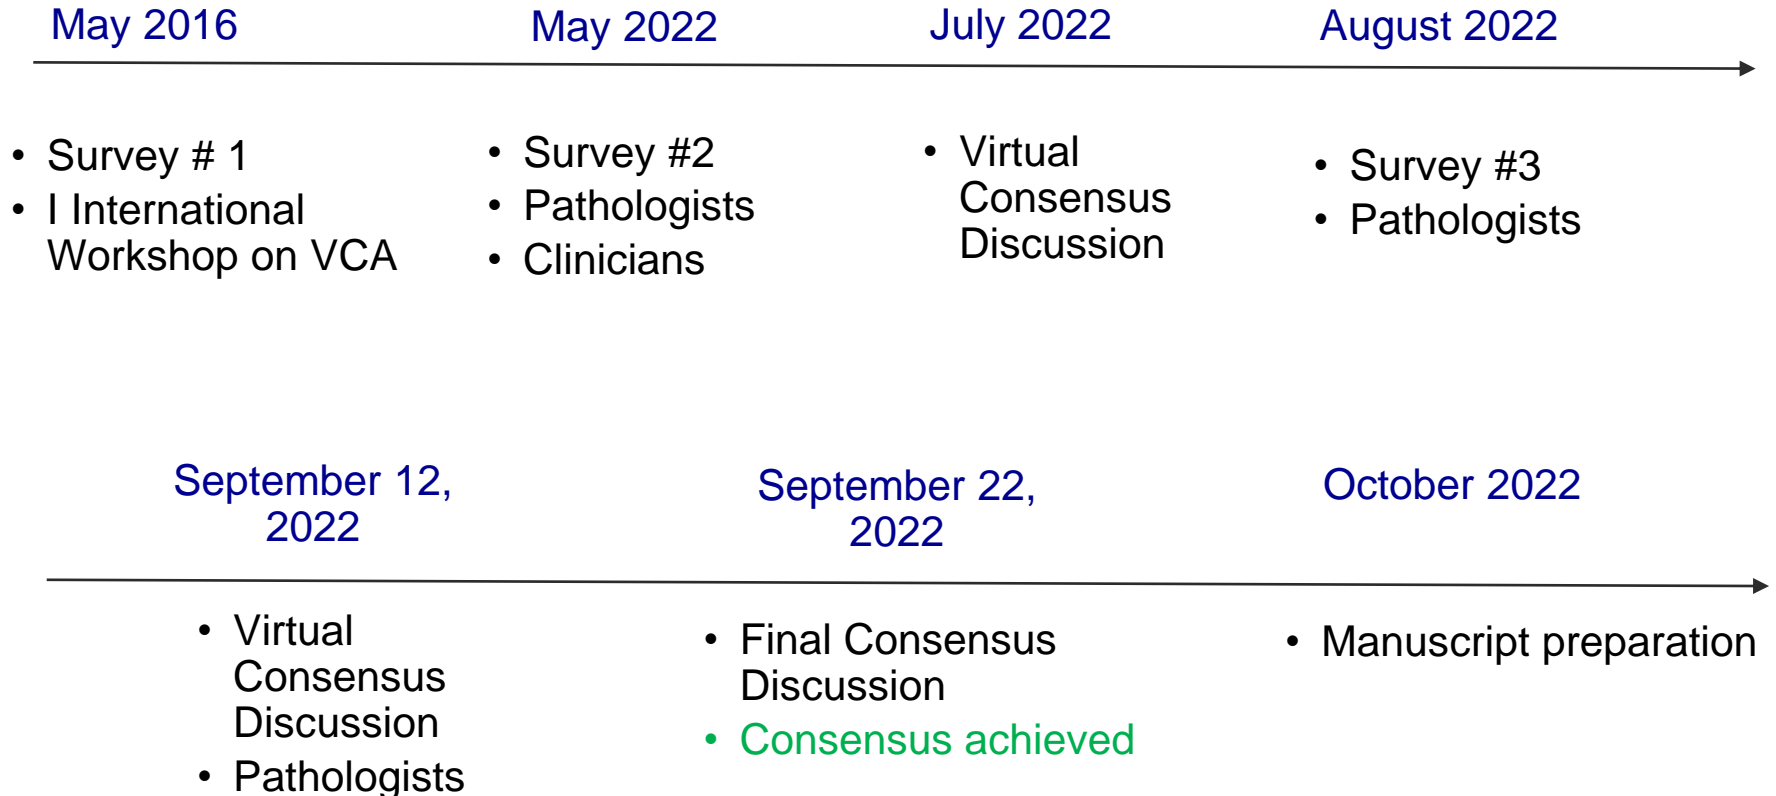 May 2016
May 2022
July 2022
August 2022
• Survey # 1
• I International
Workshop on VCA
• Survey #2
• Pathologists
• Clinicians
• Virtual
Consensus
Discussion
• Survey #3
• Pathologists
September 12,
2022
September 22,
2022
October 2022
• Virtual
Consensus
Discussion
• Pathologists
• Final Consensus
Discussion
• Consensus achieved
• Manuscript preparation